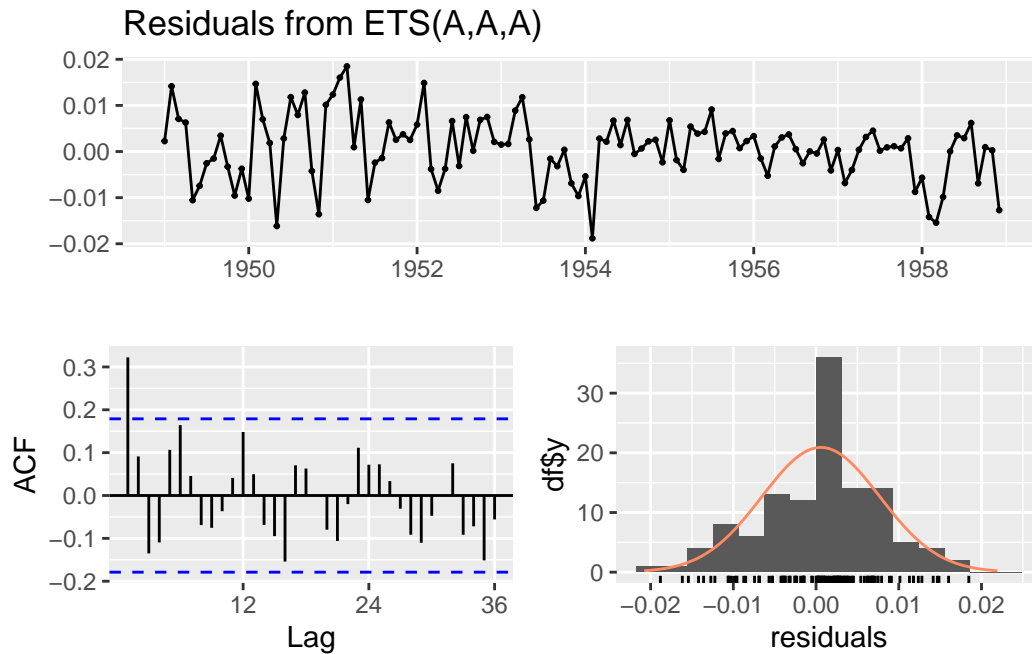 Residuals from ETS(A,A,A)
0.02
0.01
0.00
−0.01
−0.02
1950 1952 1954 1956 1958
ACF
0.3
0.2
0.1
0.0
−0.1
−0.2
12 24 36
Lag
df$y
30
20
10
0
−0.02 −0.01 0.00 0.01 0.02
residuals